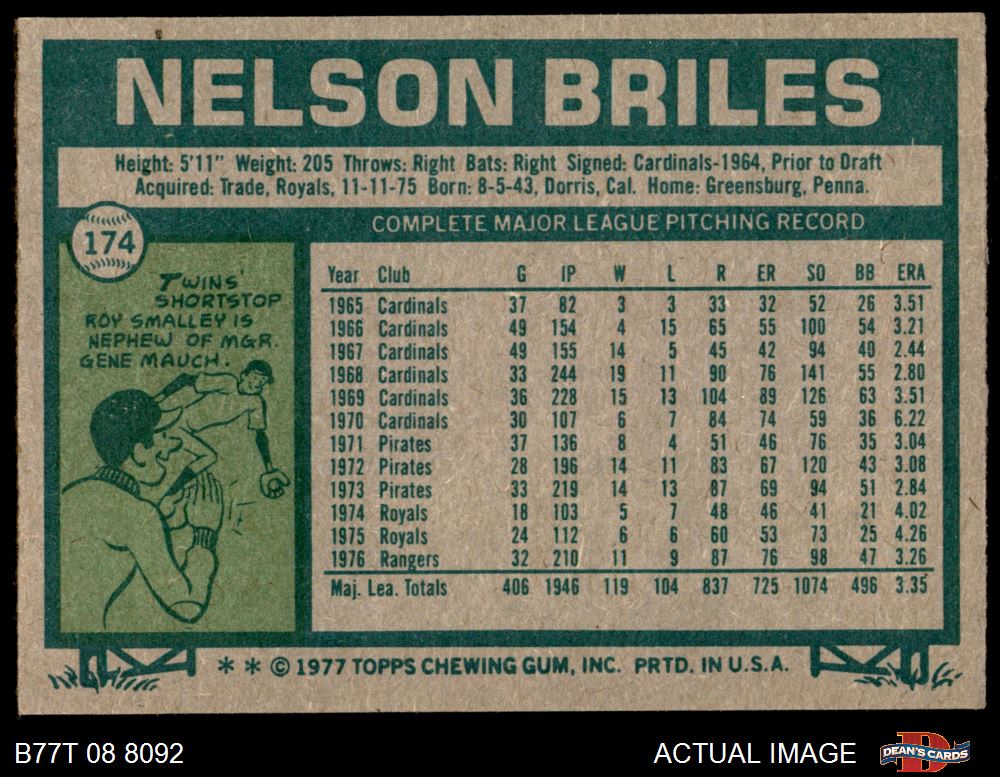 NELSON BRILES
Height: 5'11" Weight: 205 Throws: Right Bats: Right Signed: Cardinals-1964, Prior to Draft
Acquired: Trade, Royals, 11-11-75 Born: 8-5-43, Dorris, Cal. Home: Greensburg, Penna.
174
TWINS'
SHORTSTOP
ROY SMALLEY IS
NEPHEW OF MGR.
GENE MAUCH.
COMPLETE MAJOR LEAGUE PITCHING RECORD
Year Club G IP W L R ER SO BB ERA
1965 Cardinals 37 82 3 3 33 32 52 26 3.51
1966 Cardinals 49 154 4 15 65 55 100 54 3.21
1967 Cardinals 49 155 14 5 45 42 94 40 2.44
1968 Cardinals 33 244 19 11 90 76 141 55 2.80
1969 Cardinals 36 228 15 13 104 89 126 63 3.51
1970 Cardinals 30 107 6 7 84 74 59 36 6.22
1971 Pirates 37 136 8 4 51 46 76 35 3.04
1972 Pirates 28 196 14 11 83 67 120 43 3.08
1973 Pirates 33 219 14 13 87 69 94 51 2.84
1974 Royals 18 103 5 7 48 46 41 21 4.02
1975 Royals 24 112 6 6 60 53 73 25 4.26
1976 Rangers 32 210 11 9 87 76 98 47 3.26
Maj. Lea. Totals 406 1946 119 104 837 725 1074 496 3.35
* * © 1977 TOPPS CHEWING GUM, INC. PRTD. IN U.S.A.
B77T 08 8092
ACTUAL IMAGE
D
DEAN'S CARDS